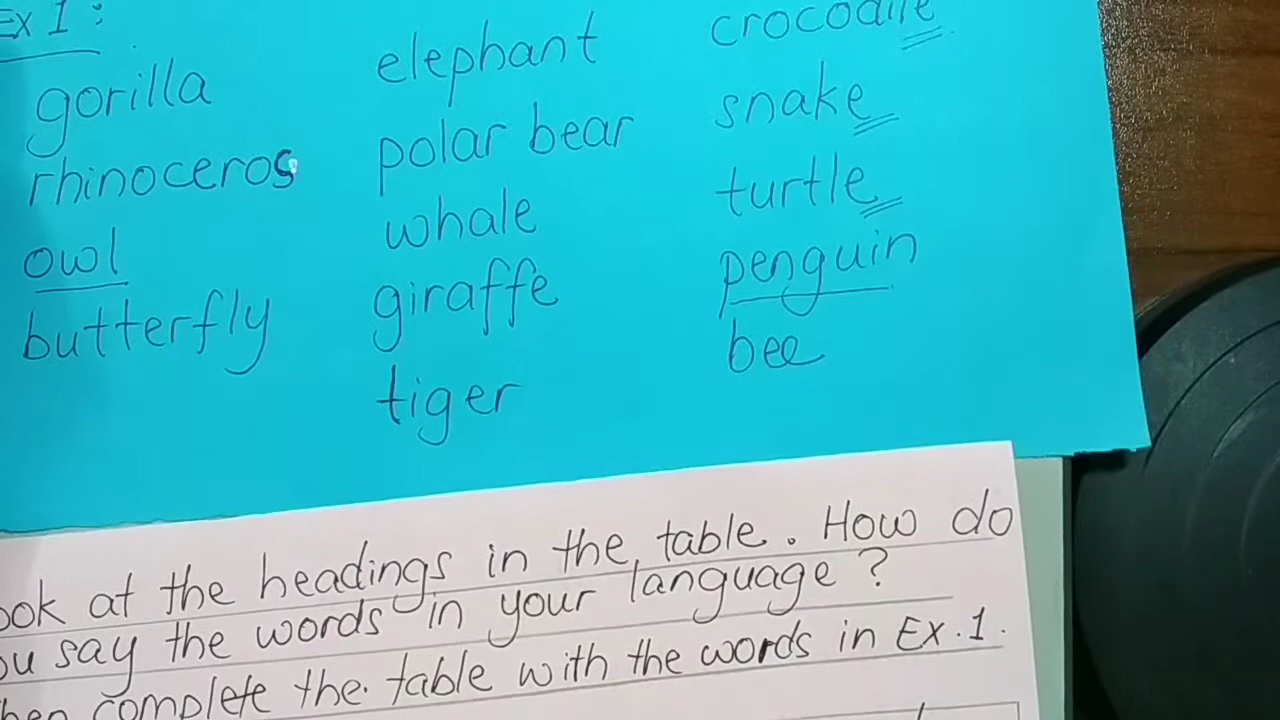 Ex 1:
gorilla
rhinoceros
owl
butterfly
elephant
polar bear
whale
giraffe
tiger
crocodile
snake
turtle
penguin
bee
ook at the headings in the table. How do
ou say the words in your language?
hen complete the table with the words in Ex.1.